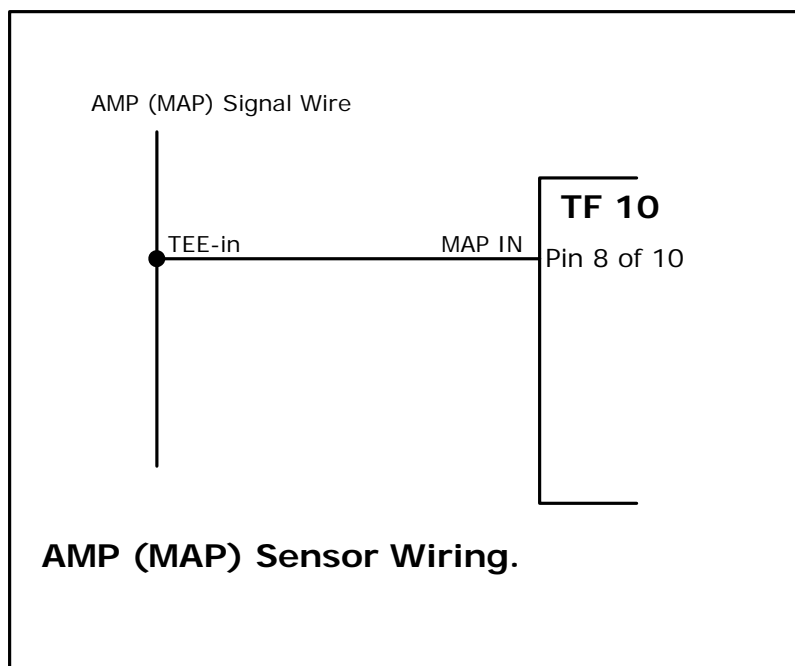 AMP (MAP) Signal Wire
TF 10
TEE-in
MAP IN
Pin 8 of 10
AMP (MAP) Sensor Wiring.